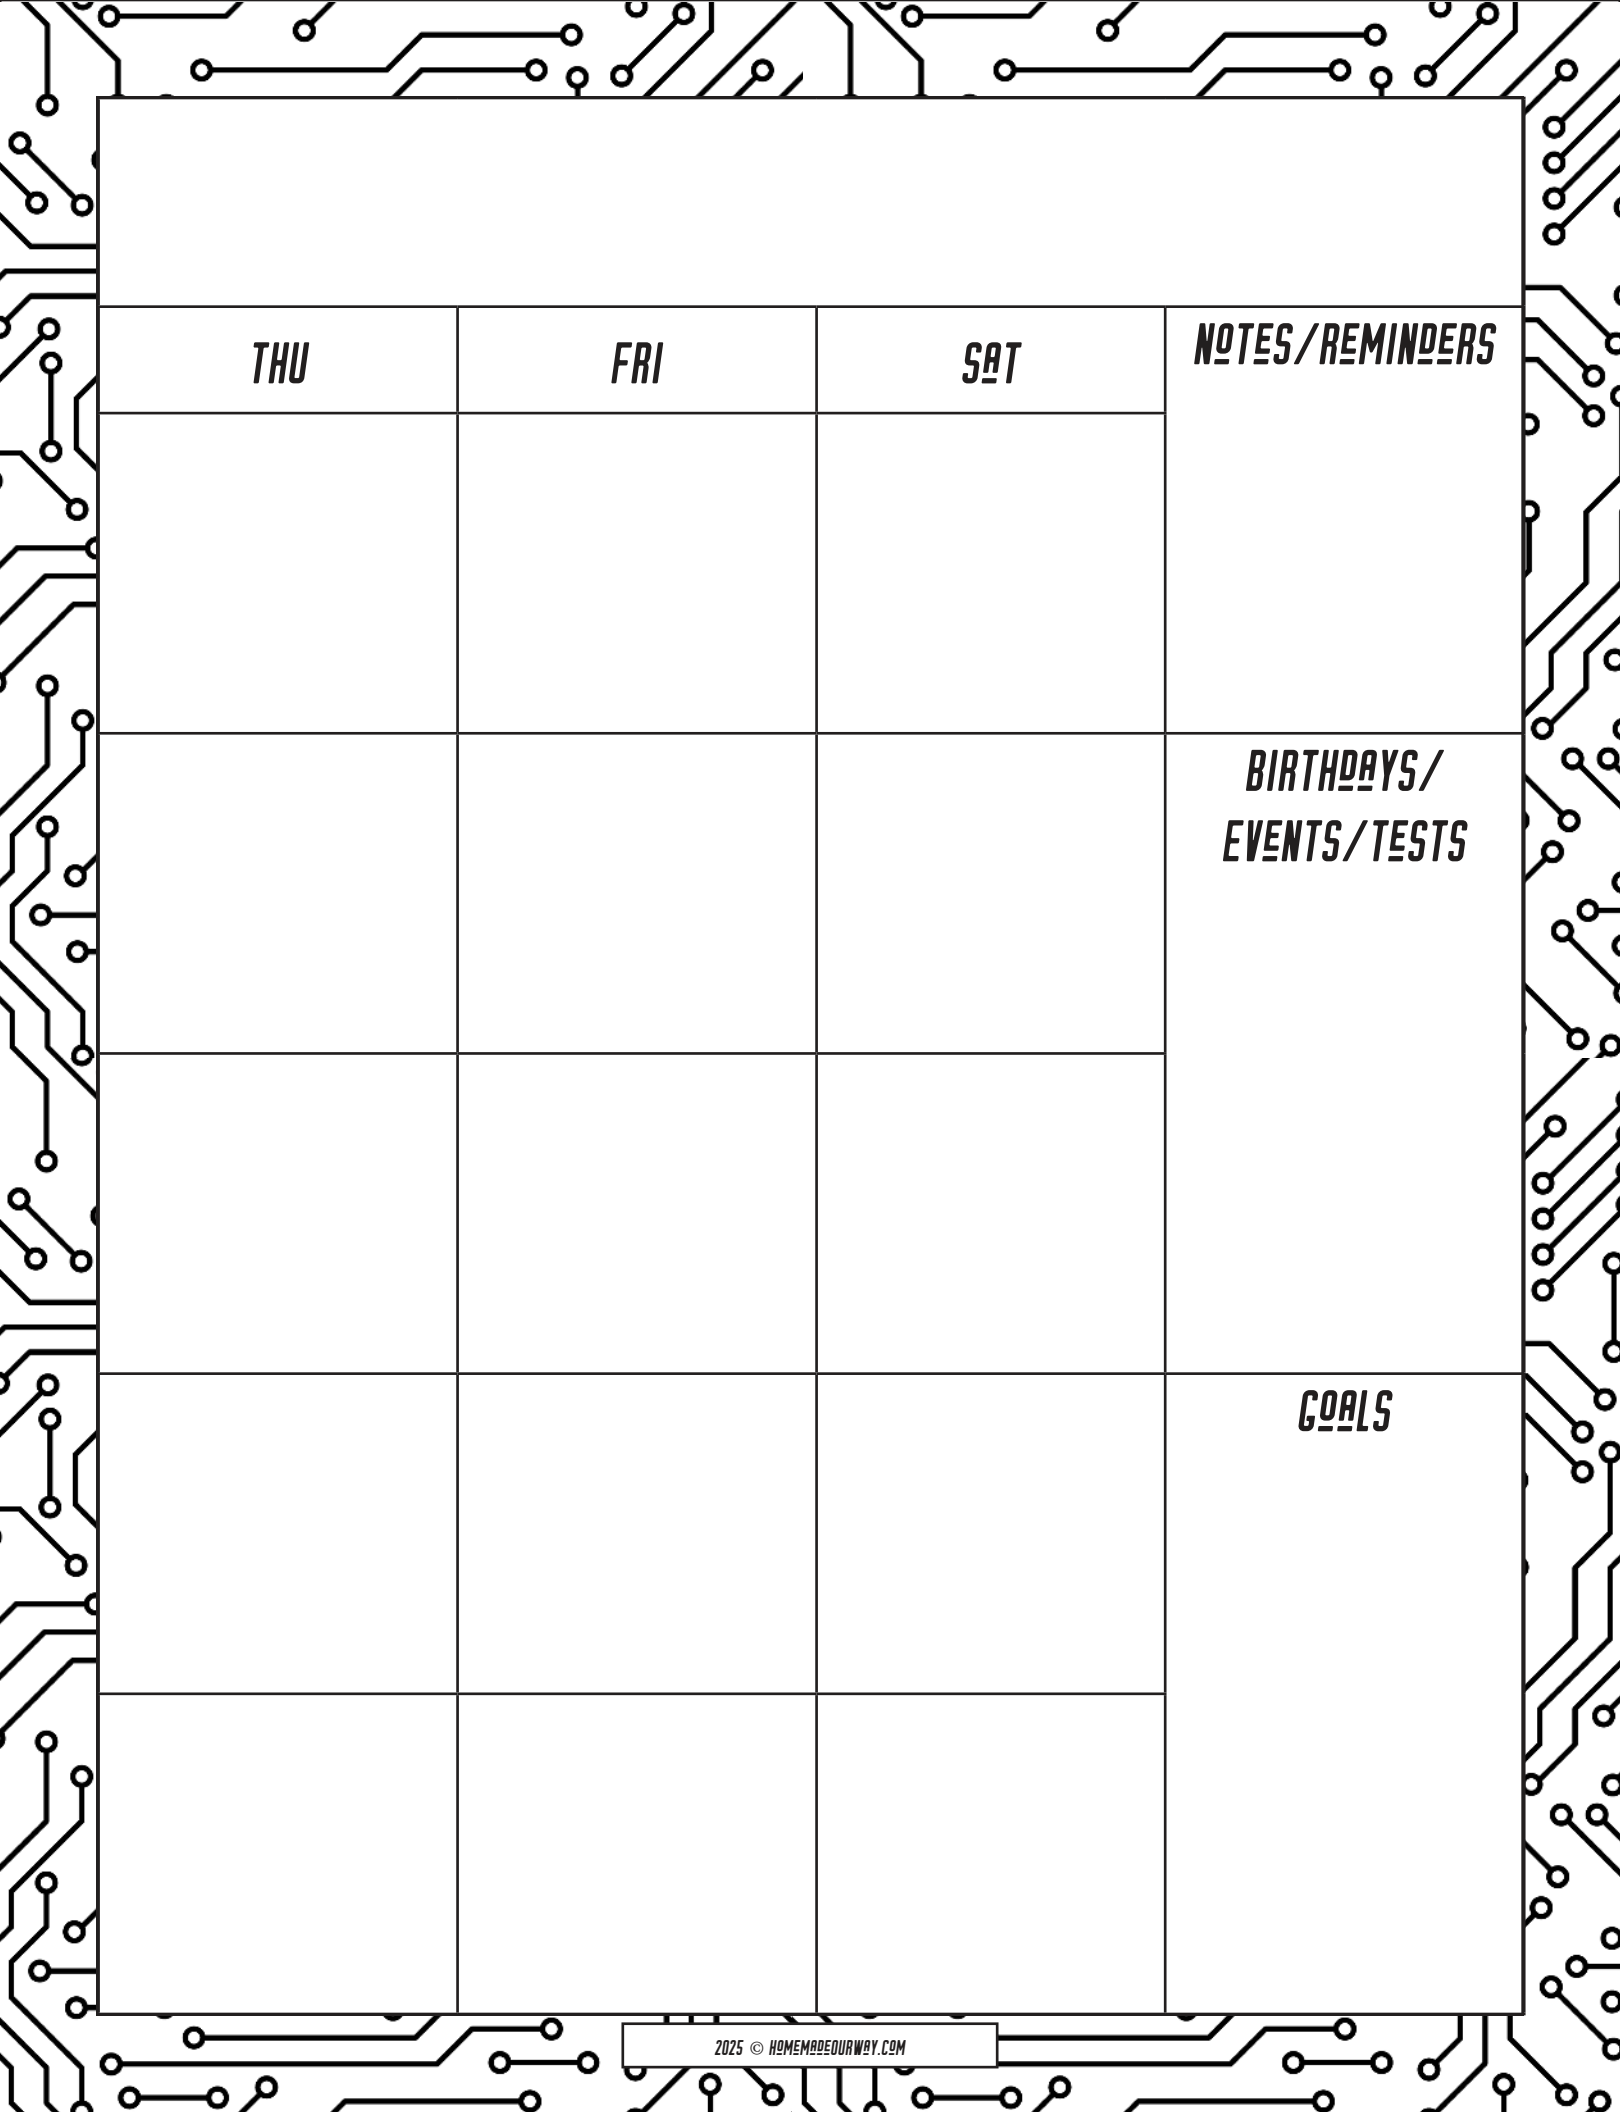 THU FRI SAT NOTES/REMINDERS
BIRTHDAYS/
EVENTS/TESTS
GOALS
2025 © HOMEMADEOURWAY.COM